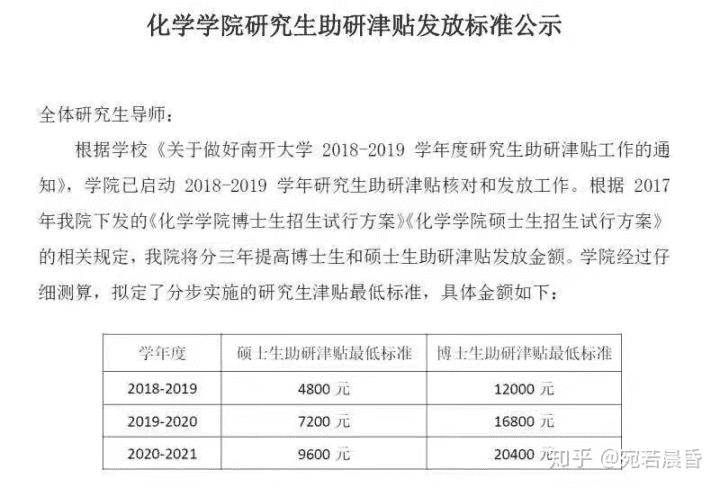 化学学院研究生助研津贴发放标准公示
全体研究生导师：
根据学校《关于做好南开大学 2018-2019 学年度研究生助研津贴工作的通
知》，学院已启动 2018-2019 学年研究生助研津贴核对和发放工作。根据 2017
年我院下发的《化学学院博士生招生试行方案》《化学学院硕士生招生试行方案》
的相关规定，我院将分三年提高博士生和硕士生助研津贴发放金额。学院经过仔
细测算，拟定了分步实施的研究生津贴最低标准，具体金额如下：
学年度 硕士生助研津贴最低标准 博士生助研津贴最低标准
2018-2019 4800 元 12000 元
2019-2020 7200 元 16800 元
2020-2021 9600 元 20400 元
知乎 @宛若晨昏